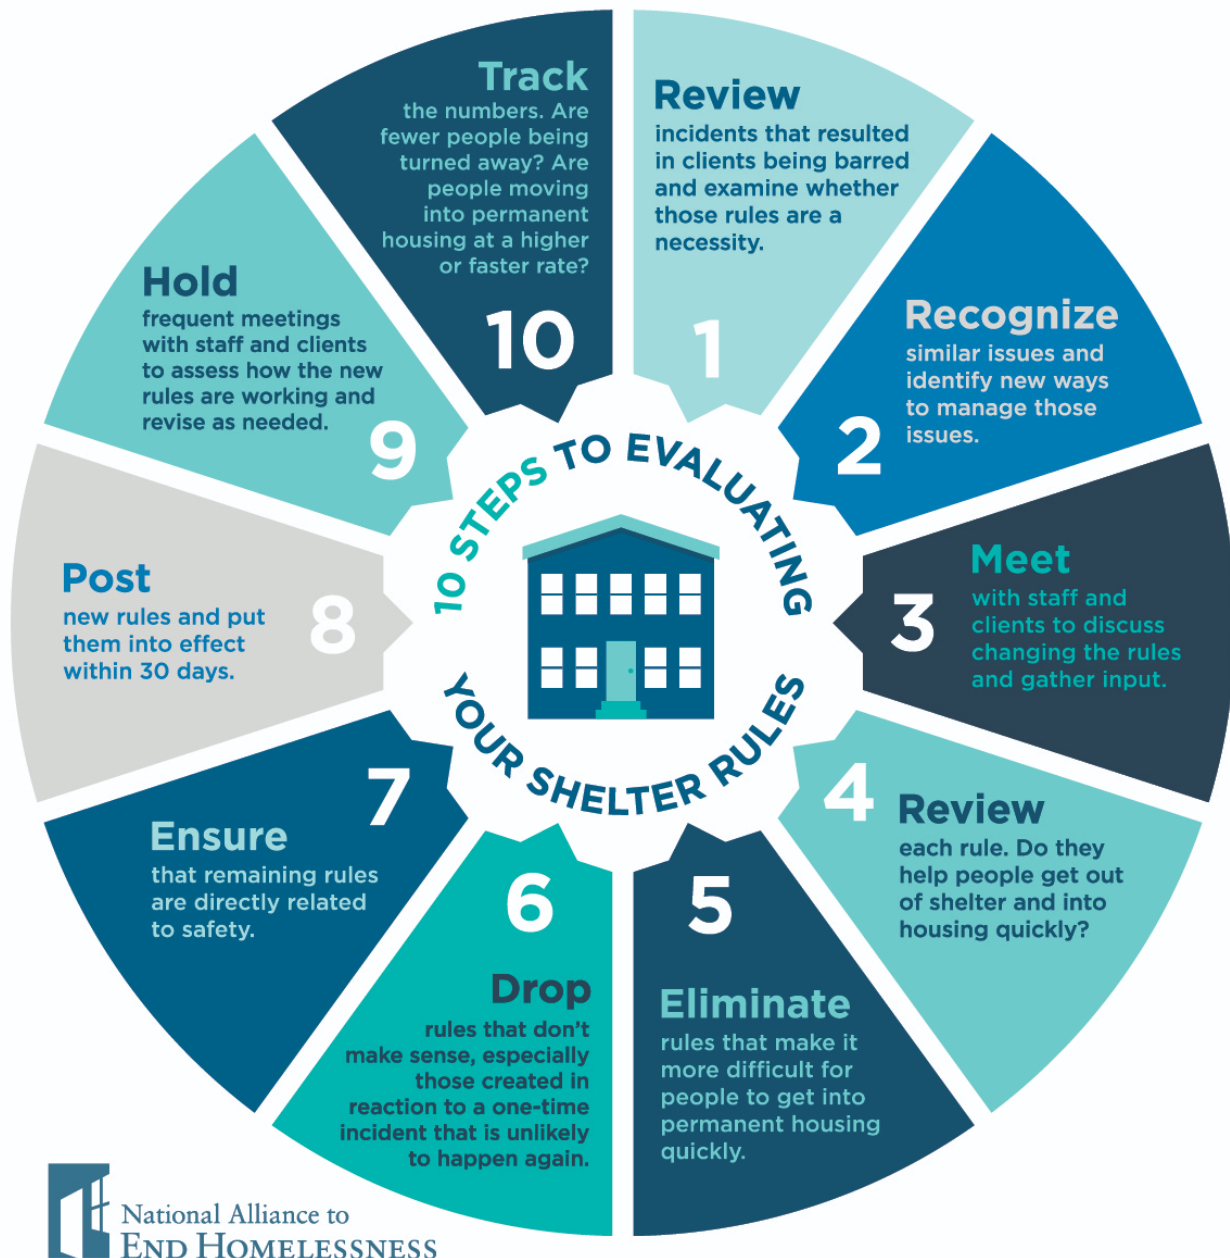 10 STEPS TO EVALUATING
YOUR SHELTER RULES
1
Review
incidents that resulted
in clients being barred
and examine whether
those rules are a
necessity.
2
Recognize
similar issues and
identify new ways
to manage those
issues.
3
Meet
with staff and
clients to discuss
changing the rules
and gather input.
4
Review
each rule. Do they
help people get out
of shelter and into
housing quickly?
5
Eliminate
rules that make it
more difficult for
people to get into
permanent housing
quickly.
6
Drop
rules that don’t
make sense, especially
those created in
reaction to a one-time
incident that is unlikely
to happen again.
7
Ensure
that remaining rules
are directly related
to safety.
8
Post
new rules and put
them into effect
within 30 days.
9
Hold
frequent meetings
with staff and clients
to assess how the new
rules are working and
revise as needed.
10
Track
the numbers. Are
fewer people being
turned away? Are
people moving
into permanent
housing at a higher
or faster rate?
National Alliance to
END HOMELESSNESS